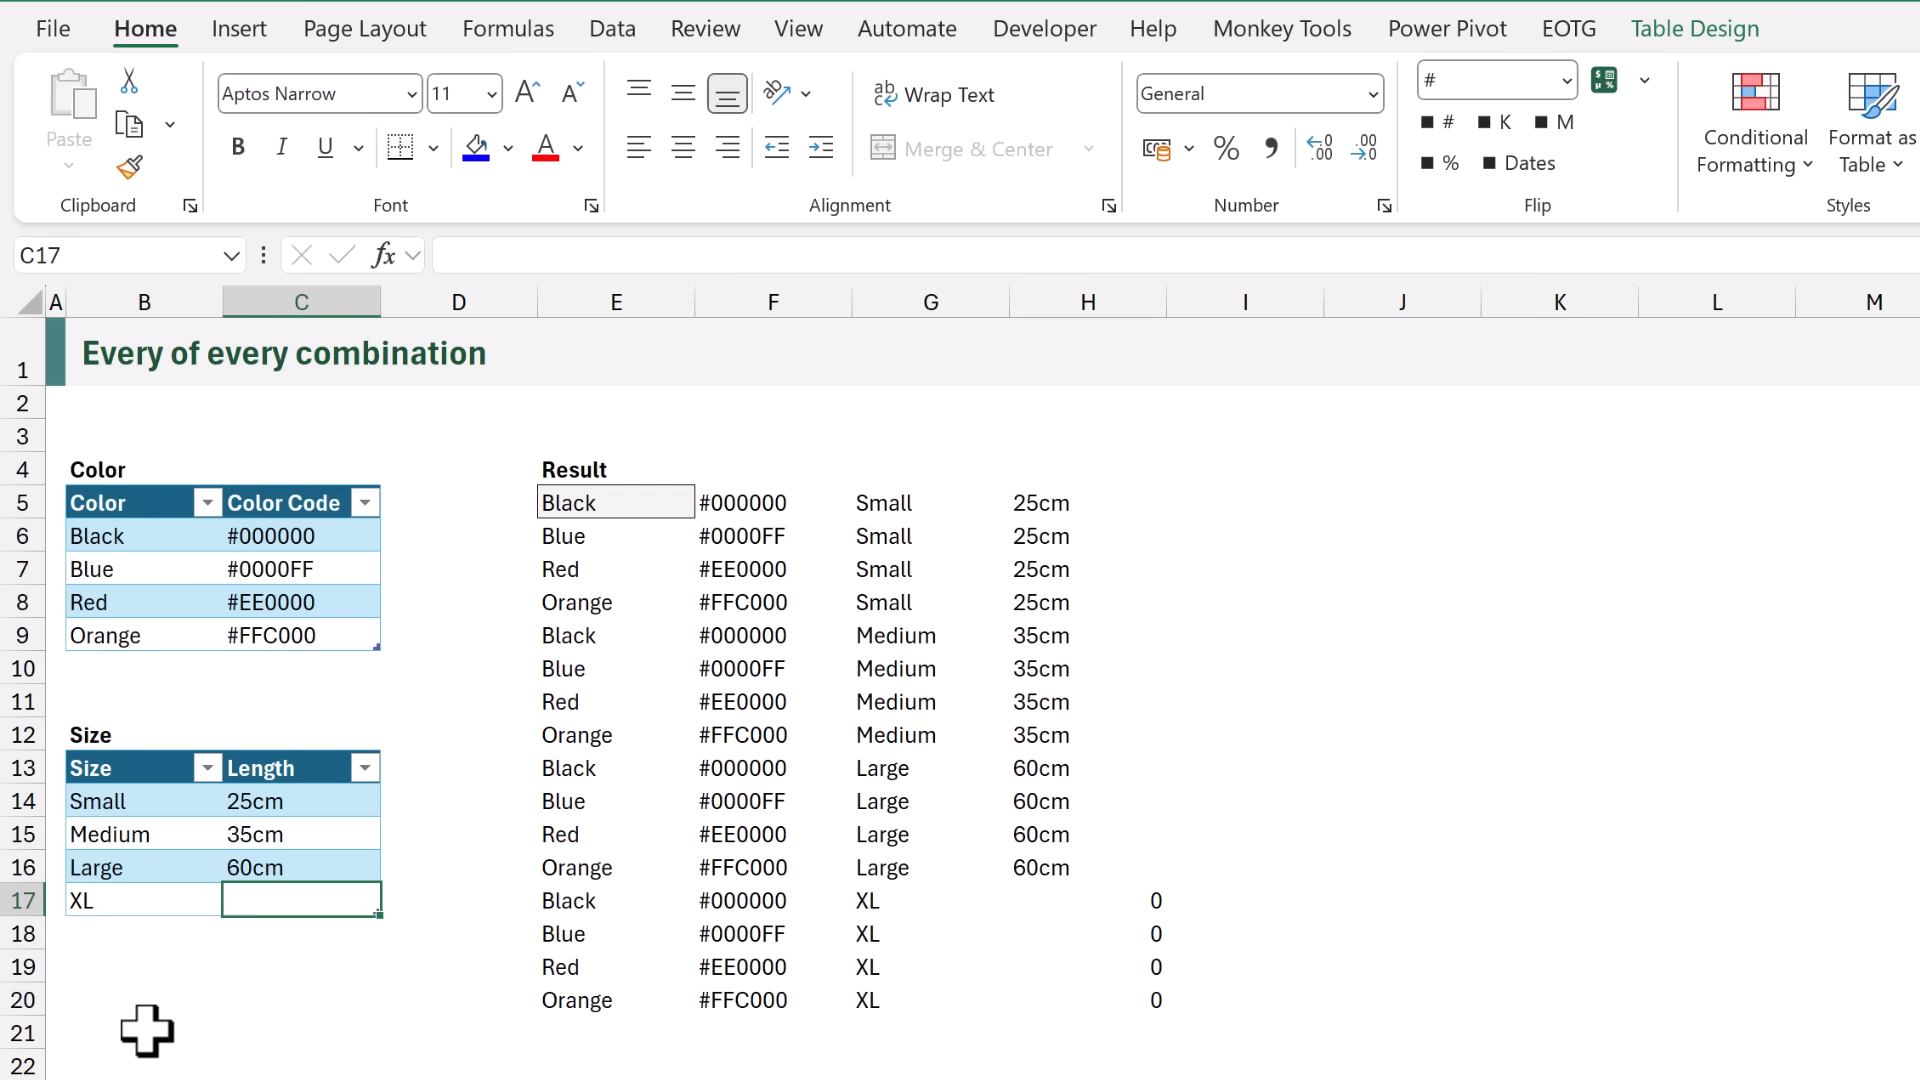 File Home Insert Page Layout Formulas Data Review View Automate Developer Help Monkey Tools Power Pivot EOTG Table Design
Paste
Clipboard
Aptos Narrow 11 A A
B I U A
Font
ab c Wrap Text
Merge & Center
Alignment
General
% , .00 .0
Number
#
# K M
% Dates
Flip
Conditional Formatting
Format as Table
Styles
C17 fx
A B C D E F G H I J K L M
1 Every of every combination
2
3
4 Color Result
5 Color Color Code Black #000000 Small 25cm
6 Black #000000 Blue #0000FF Small 25cm
7 Blue #0000FF Red #EE0000 Small 25cm
8 Red #EE0000 Orange #FFC000 Small 25cm
9 Orange #FFC000 Black #000000 Medium 35cm
10 Blue #0000FF Medium 35cm
11 Red #EE0000 Medium 35cm
12 Size Orange #FFC000 Medium 35cm
13 Size Length Black #000000 Large 60cm
14 Small 25cm Blue #0000FF Large 60cm
15 Medium 35cm Red #EE0000 Large 60cm
16 Large 60cm Orange #FFC000 Large 60cm
17 XL Black #000000 XL 0
18 Blue #0000FF XL 0
19 Red #EE0000 XL 0
20 Orange #FFC000 XL 0
21
22